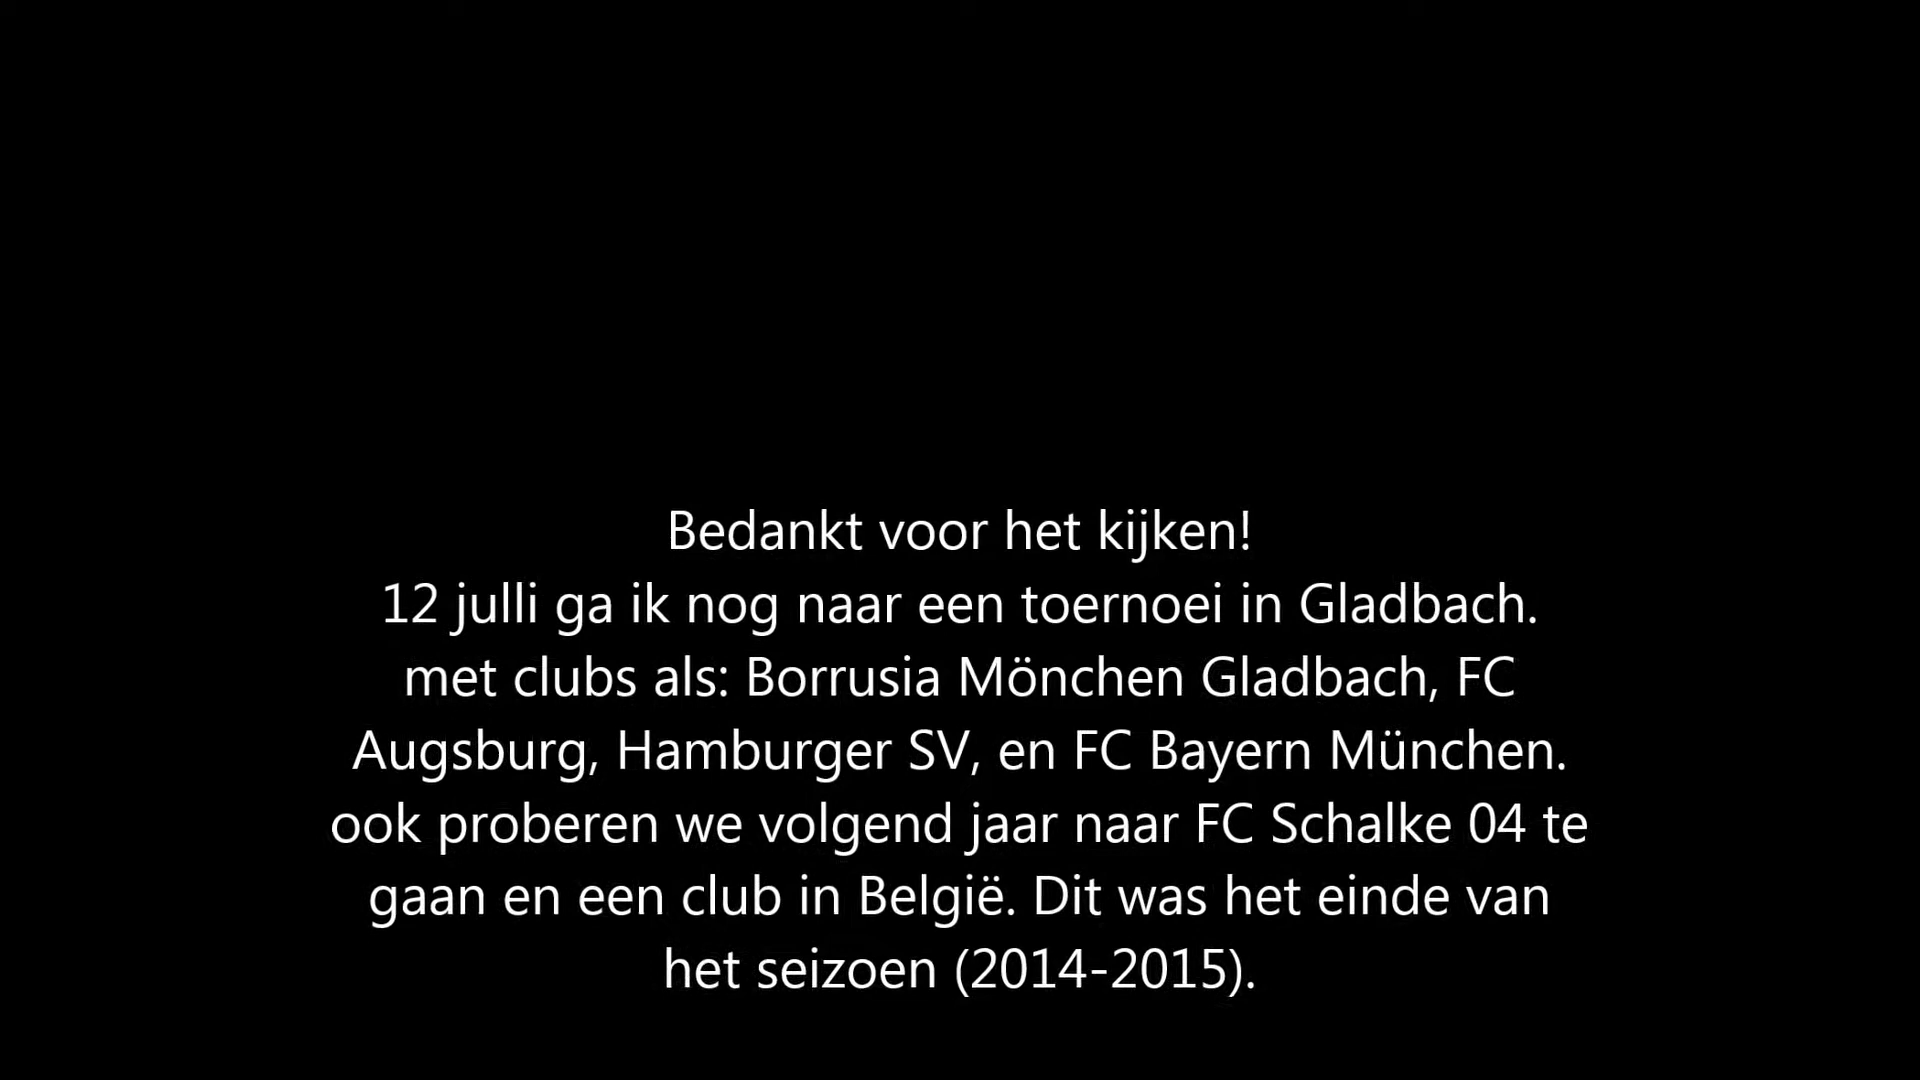 Bedankt voor het kijken!
12 julli ga ik nog naar een toernoei in Gladbach.
met clubs als: Borrusia Mönchen Gladbach, FC
Augsburg, Hamburger SV, en FC Bayern München.
ook proberen we volgend jaar naar FC Schalke 04 te
gaan en een club in België. Dit was het einde van
het seizoen (2014-2015).